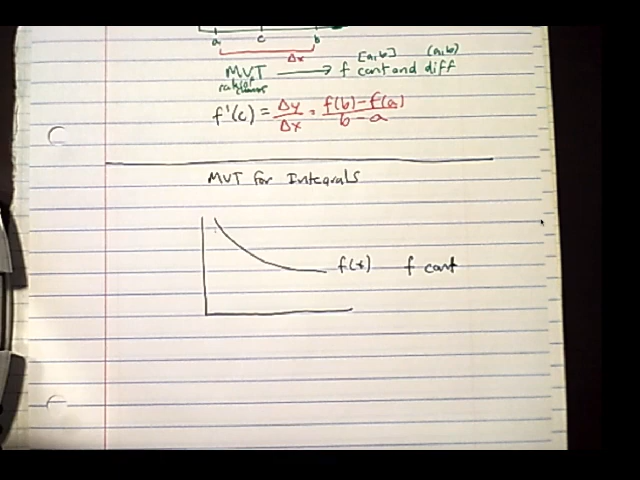 a c b
Δx
[a,b] (a,b)
MVT → f cont and diff
f'(c) = Δy/Δx = f(b) - f(a)/b - a
MVT for Integrals
f(x) f cont